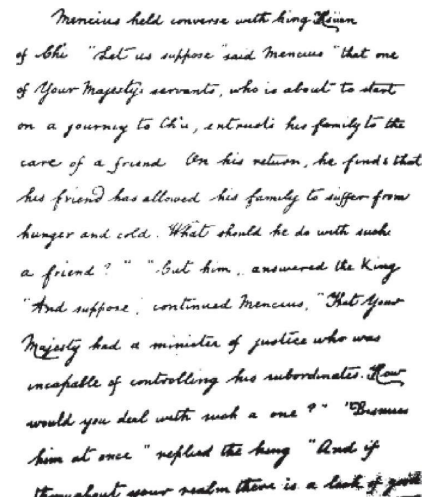 Mencius held converse with king Hsüen
of Ch'i "Let us suppose" said Mencius "that one
of Your Majesty's servants, who is about to start
on a journey to Ch'u, entrusts his family to the
care of a friend On his return, he finds that
his friend has allowed his family to suffer from
hunger and cold. What should he do with such
a friend?" "Cut him, answered the King
"And suppose, continued Mencius, "That Your
Majesty had a minister of justice who was
incapable of controlling his subordinates. How
would you deal with such a one?" "Dismiss
him at once" replied the king "And if
throughout your realm there is a lack of good